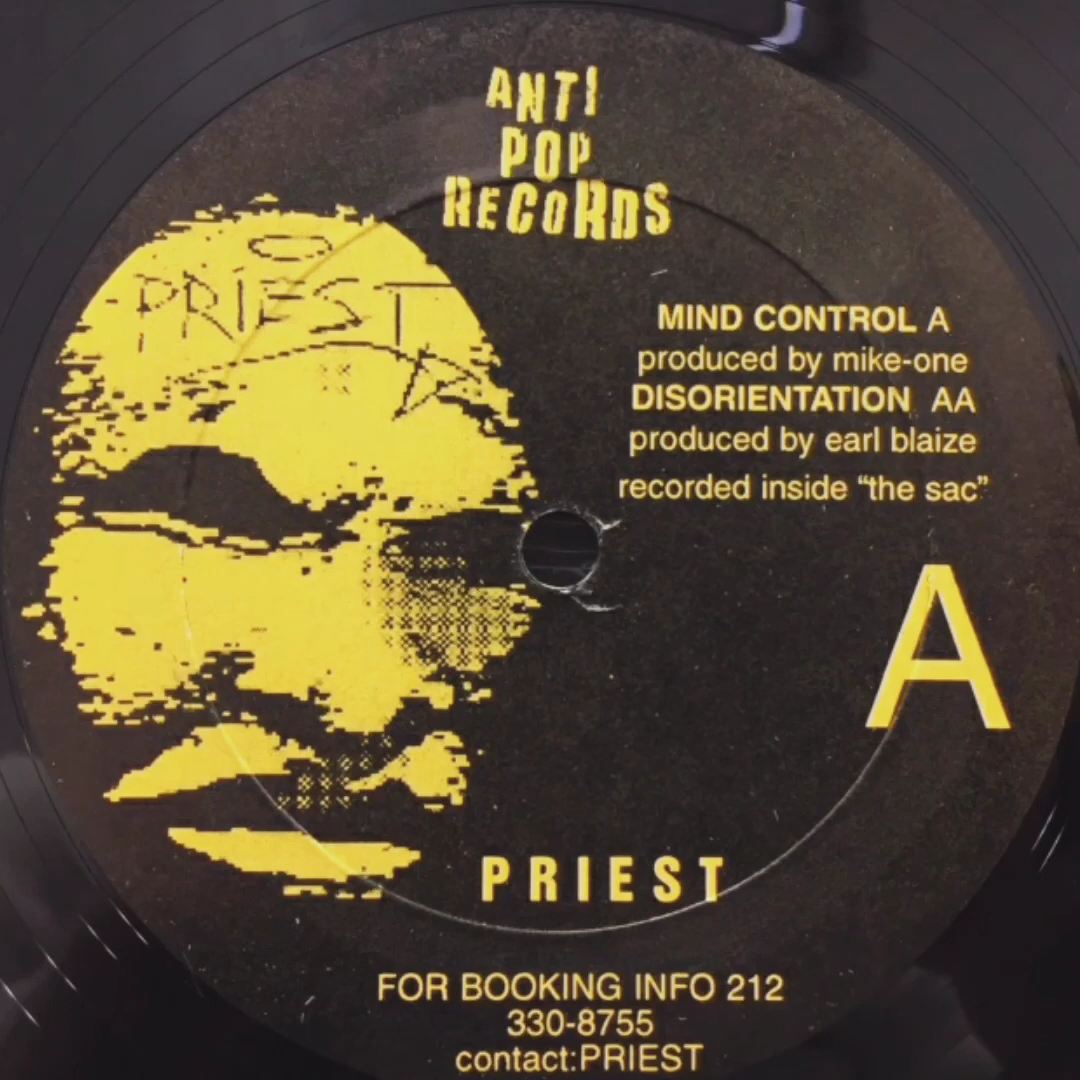 ANTI
POP
RECORDS
PRIEST
MIND CONTROL A
produced by mike-one
DISORIENTATION AA
produced by earl blaize
recorded inside “the sac”
A
PRIEST
FOR BOOKING INFO 212
330-8755
contact:PRIEST